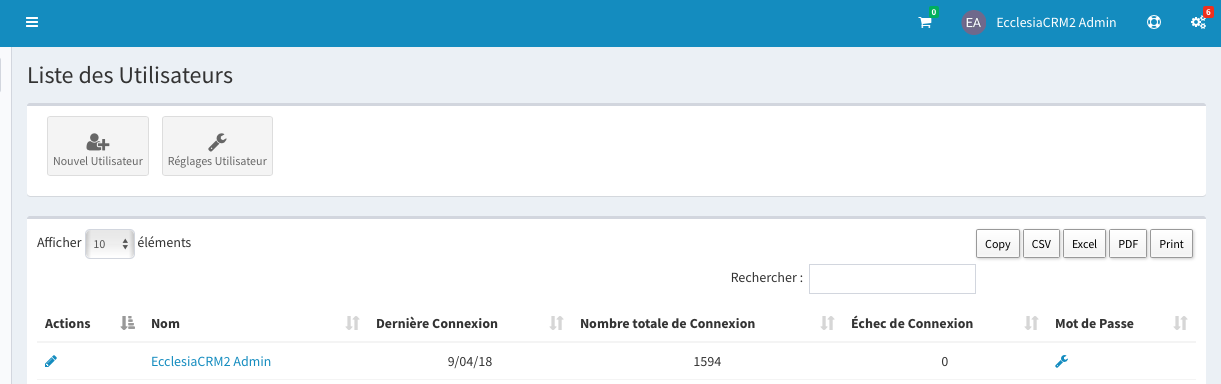 0
6
EA EcclesiaCRM2 Admin
Liste des Utilisateurs
Nouvel Utilisateur Réglages Utilisateur
Afficher 10 éléments Copy CSV Excel PDF Print
Rechercher :
Actions Nom Dernière Connexion Nombre totale de Connexion Échec de Connexion Mot de Passe
EcclesiaCRM2 Admin 9/04/18 1594 0